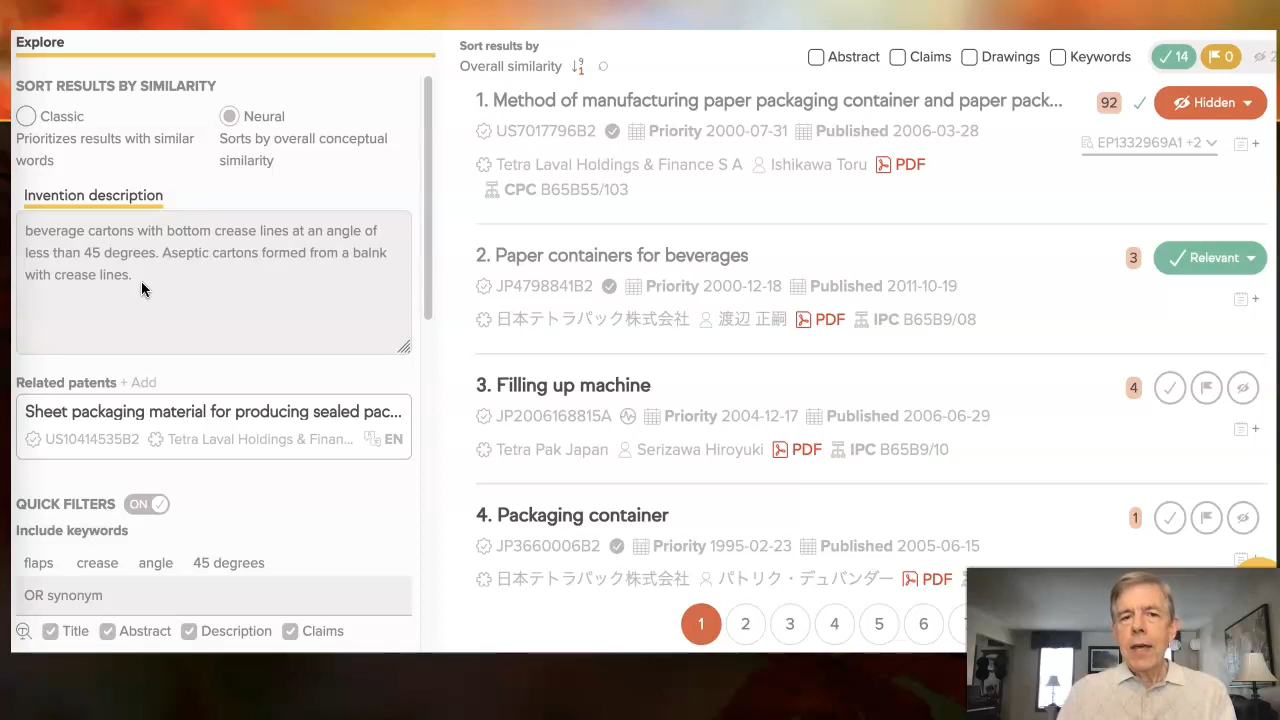 Explore
SORT RESULTS BY SIMILARITY
Classic
Prioritizes results with similar
words
Neural
Sorts by overall conceptual
similarity
Invention description
beverage cartons with bottom crease lines at an angle of
less than 45 degrees. Aseptic cartons formed from a balnk
with crease lines.
Related patents + Add
Sheet packaging material for producing sealed pac...
US10414535B2 Tetra Laval Holdings & Finan... EN
QUICK FILTERS ON
Include keywords
flaps crease angle 45 degrees
OR synonym
Title Abstract Description Claims
Sort results by
Overall similarity
Abstract Claims Drawings Keywords 14 0 2
1. Method of manufacturing paper packaging container and paper pack... 92 Hidden
US7017796B2 Priority 2000-07-31 Published 2006-03-28 EP1332969A1 +2 +
Tetra Laval Holdings & Finance S A Ishikawa Toru PDF
CPC B65B55/103
2. Paper containers for beverages 3 Relevant
JP4798841B2 Priority 2000-12-18 Published 2011-10-19 +
日本テトラパック株式会社 渡辺 正嗣 PDF IPC B65B9/08
3. Filling up machine 4
JP2006168815A Priority 2004-12-17 Published 2006-06-29 +
Tetra Pak Japan Serizawa Hiroyuki PDF IPC B65B9/10
4. Packaging container 1
JP3660006B2 Priority 1995-02-23 Published 2005-06-15 +
日本テトラパック株式会社 パトリク・デュバンダー PDF
1 2 3 4 5 6